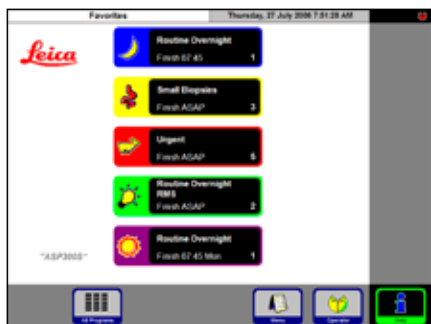 Favorites
Thursday, 27 July 2006 7:51:28 AM
Leica
Routine Overnight
Finish 07:45 1
Small Biopsies
Finish ASAP 3
Urgent
Finish ASAP 5
Routine Overnight
RMS
Finish ASAP 2
Routine Overnight
Finish 07:45 Mon 1
"ASP300S"
All Programs
Menu
Operator